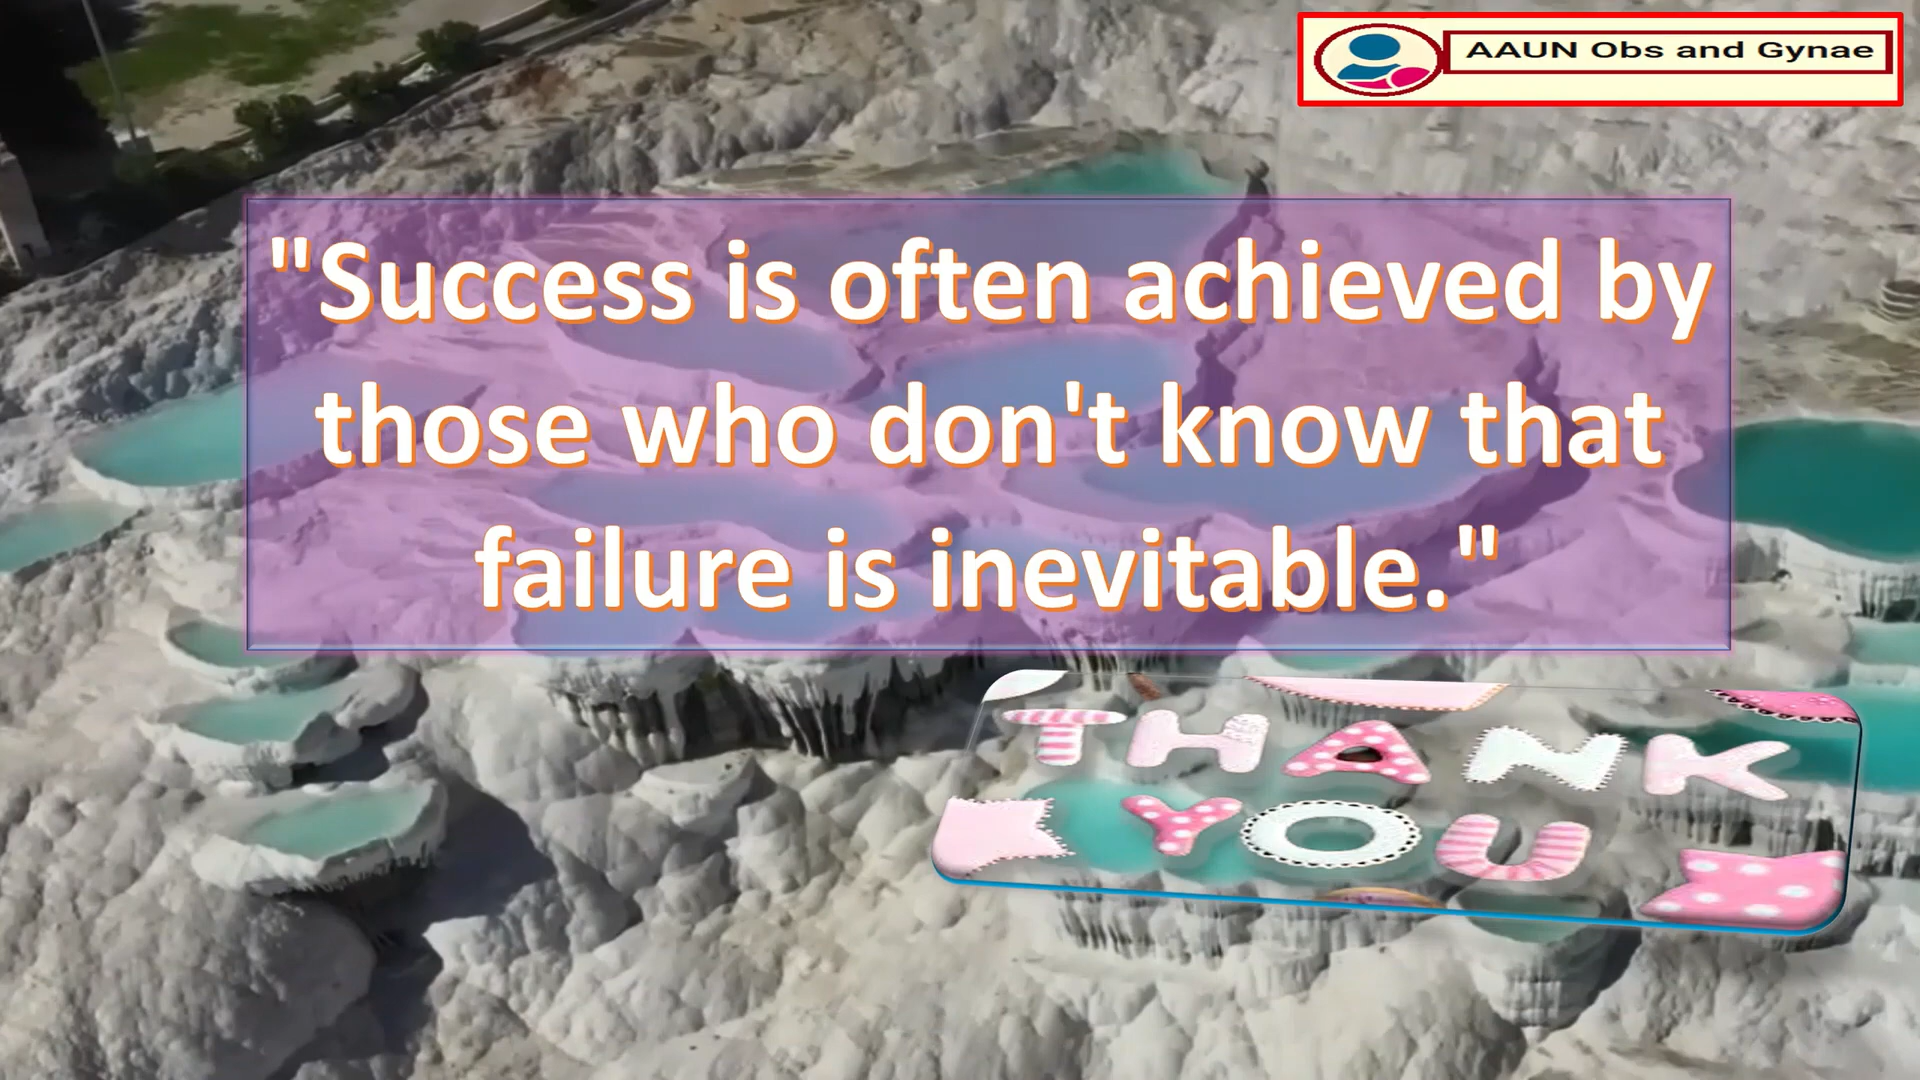 AAUN Obs and Gynae
"Success is often achieved by
those who don't know that
failure is inevitable."
THANK
YOU